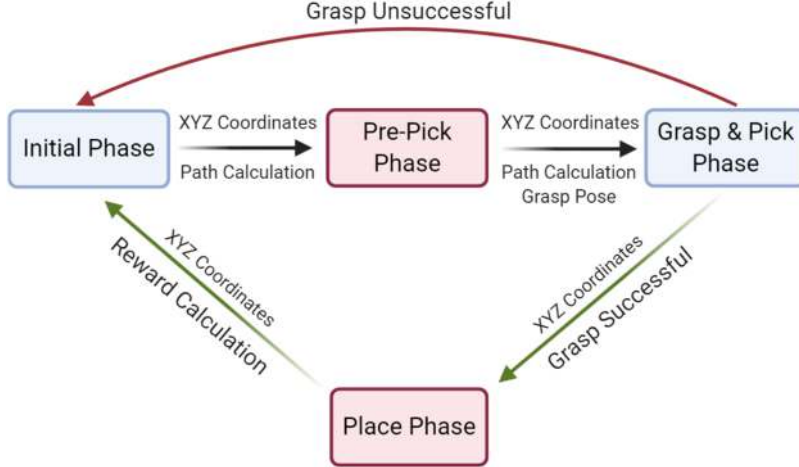 Grasp Unsuccessful
Initial Phase
XYZ Coordinates
Path Calculation
Pre-Pick
Phase
XYZ Coordinates
Path Calculation
Grasp Pose
Grasp & Pick
Phase
XYZ Coordinates
Reward Calculation
XYZ Coordinates
Grasp Successful
Place Phase